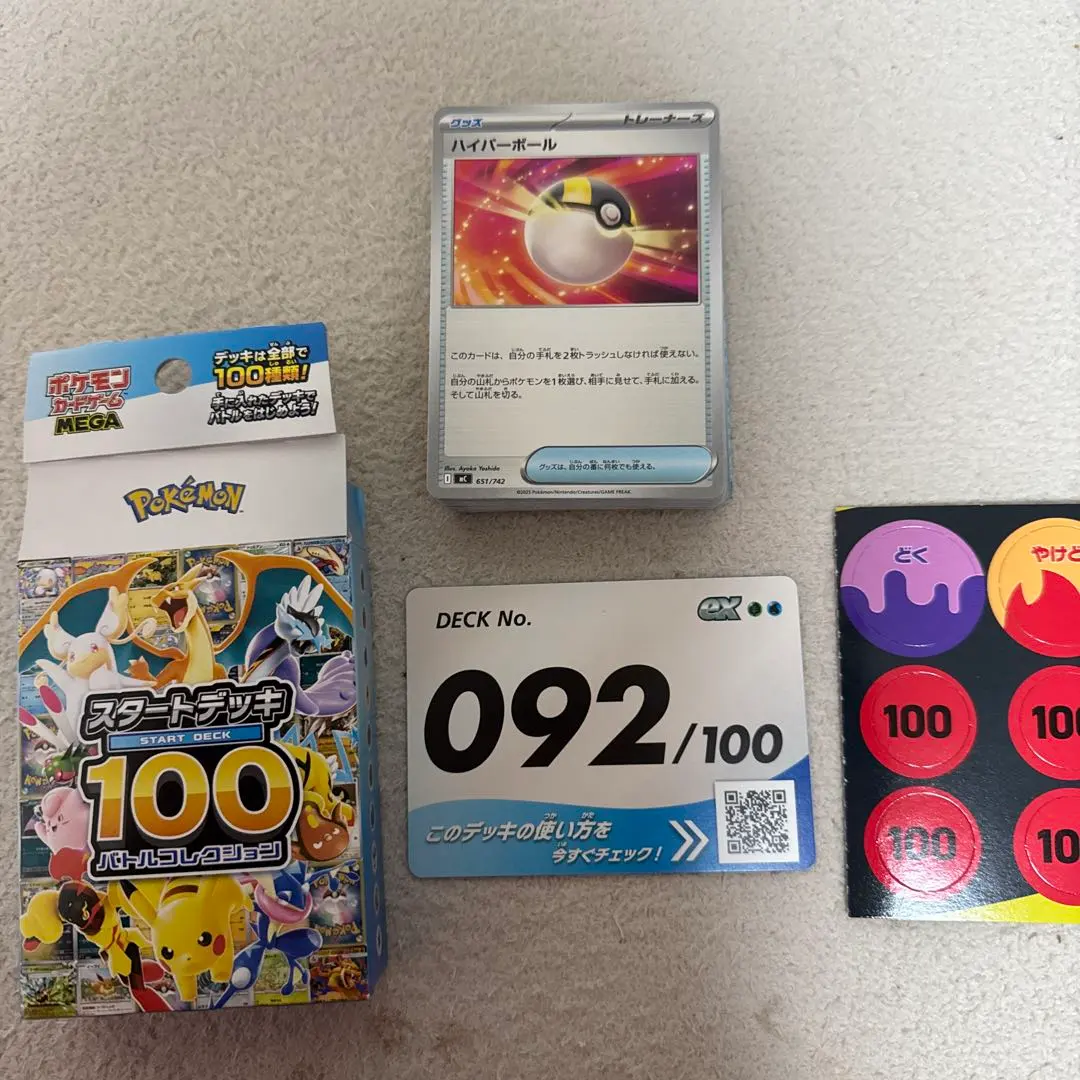 グッズ
トレーナーズ
ハイパーボール
このカードは、自分の手札を2枚トラッシュしなければ使えない。
自分の山札からポケモンを1枚選び、相手に見せて、手札に加える。
そして山札を切る。
グッズは、自分の番に何枚でも使える。
Illus. Ayaka Yoshida
I MC 651/742
©2025 Pokémon/Nintendo/Creatures/GAME FREAK.
ポケモン
カードゲーム
MEGA
デッキは全部で
100種類!
手に入れたデッキで
バトルをはじめよう!
POKÉMON
スタートデッキ
START DECK
100
バトルコレクション
DECK No.
ex
092/100
このデッキの使い方を
今すぐチェック!
どく
やけど
100
100
100
10